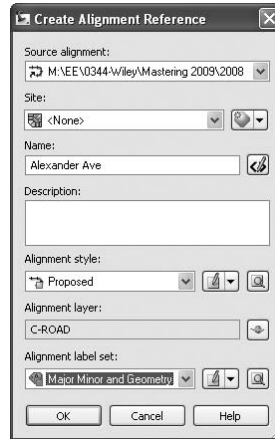 Create Alignment Reference
Source alignment:
M:\EE\0344-Wiley\Mastering 2009\2008
Site:
<None>
Name:
Alexander Ave
Description:
Alignment style:
Proposed
Alignment layer:
C-ROAD
Alignment label set:
Major Minor and Geometry
OK Cancel Help